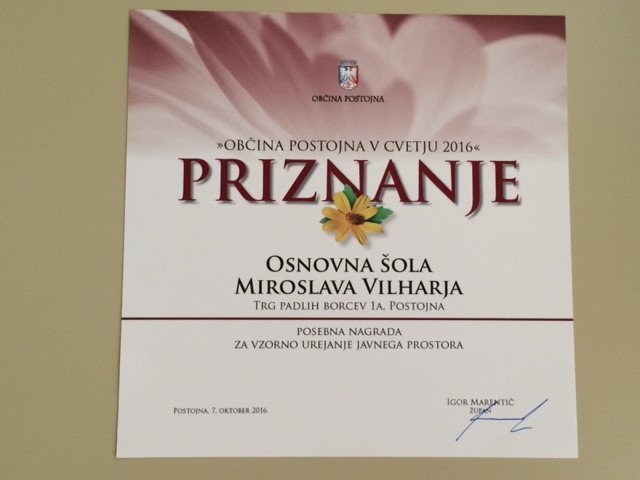 OBČINA POSTOJNA
»OBČINA POSTOJNA V CVETJU 2016«
PRIZNANJE
OSNOVNA ŠOLA
MIROSLAVA VILHARJA
TRG PADLIH BORCEV 1A, POSTOJNA
POSEBNA NAGRADA
ZA VZORNO UREJANJE JAVNEGA PROSTORA
POSTOJNA, 7. OKTOBER 2016
IGOR MARENTIČ
ŽUPAN